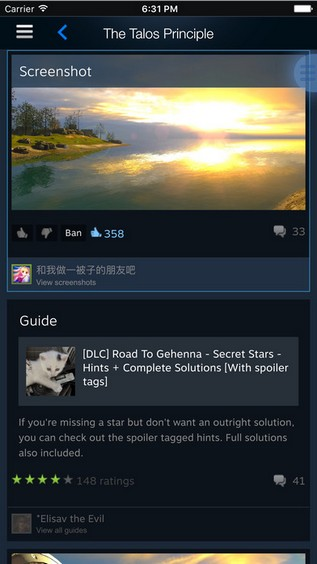 Carrier 6:31 PM
The Talos Principle
Screenshot
Ban 358 33
和我做一被子的朋友吧
View screenshots
Guide
[DLC] Road To Gehenna - Secret Stars -
Hints + Complete Solutions [With spoiler
tags]
If you're missing a star but don't want an outright solution,
you can check out the spoiler tagged hints. Full solutions
also included.
148 ratings 41
"Elisav the Evil
View all guides